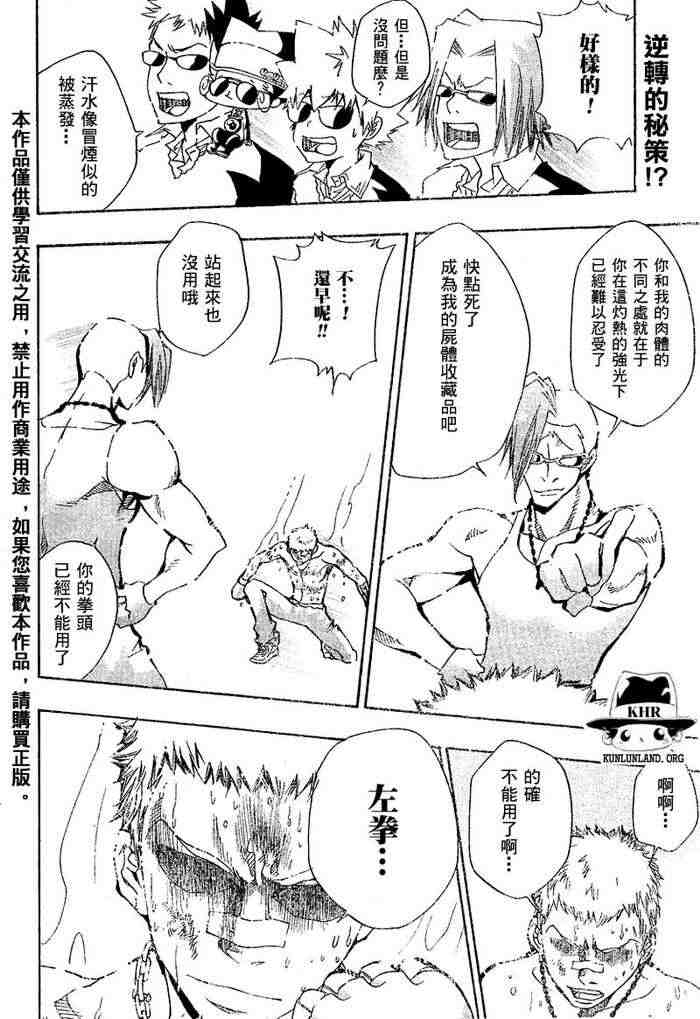 逆轉的秘策!?
好樣的!
但…但是
沒問題麼?
汗水像冒煙似的
被蒸發…
你和我的肉體的
不同之處就在于
你在這灼熱的強光下
已經難以忍受了
快點死了
成為我的屍體收藏品吧
不…!
還早呢!!
站起來也
沒用哦
你的拳頭
已經不能用了
啊啊…
的確
不能用了啊…
左拳…
KHR
KUNLUNLAND.ORG
本作品僅供學習交流之用，禁止用作商業用途，如果您喜歡本作品，請購買正版。